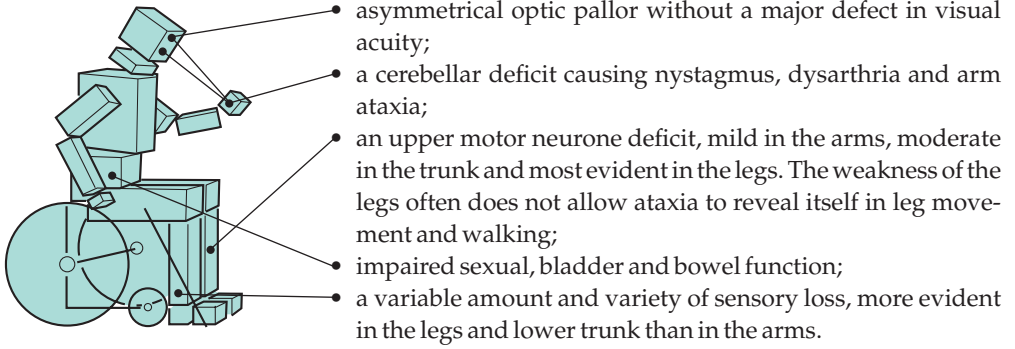 • asymmetrical optic pallor without a major defect in visual
acuity;
• a cerebellar deficit causing nystagmus, dysarthria and arm
ataxia;
• an upper motor neurone deficit, mild in the arms, moderate
in the trunk and most evident in the legs. The weakness of the
legs often does not allow ataxia to reveal itself in leg move-
ment and walking;
• impaired sexual, bladder and bowel function;
• a variable amount and variety of sensory loss, more evident
in the legs and lower trunk than in the arms.